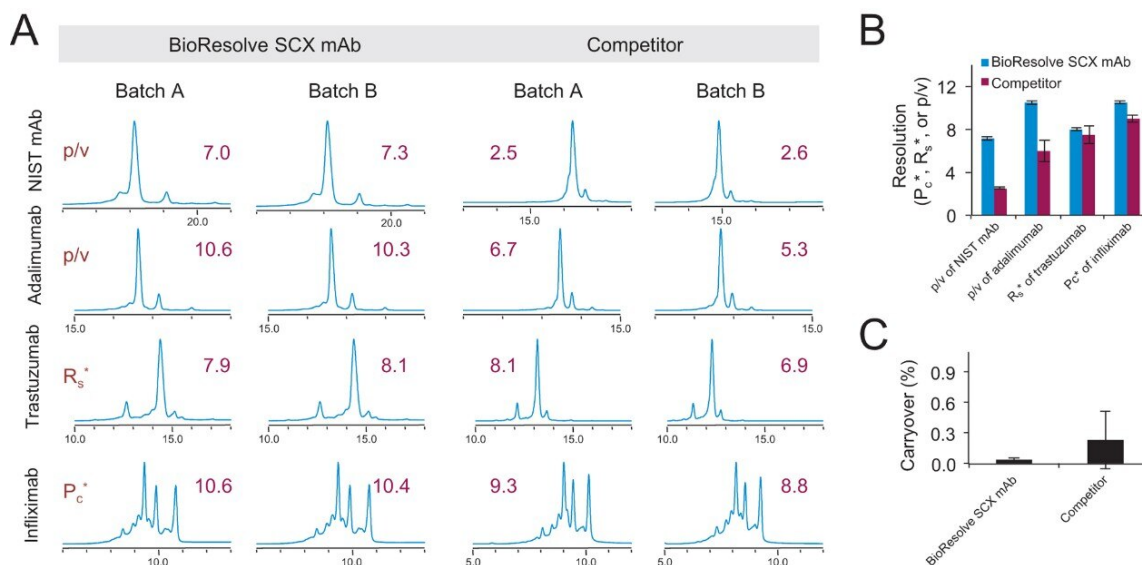 A
BioResolve SCX mAb
Competitor
Batch A
Batch B
Batch A
Batch B
NIST mAb
p/v
7.0
7.3
2.5
2.6
20.0
20.0
15.0
15.0
Adalimumab
p/v
10.6
10.3
6.7
5.3
15.0
15.0
15.0
15.0
Trastuzumab
Rs*
7.9
8.1
8.1
6.9
10.0
15.0
10.0
15.0
10.0
15.0
10.0
15.0
Infliximab
Pc*
10.6
10.4
9.3
8.8
10.0
10.0
5.0
10.0
5.0
10.0
B
BioResolve SCX mAb
Competitor
Resolution
(Pc*, Rs*, or p/v)
12
8
4
0
p/v of NIST mAb
p/v of adalimumab
Rs* of trastuzumab
Pc* of infliximab
C
Carryover (%)
0.9
0.6
0.3
0.0
BioResolve SCX mAb
Competitor